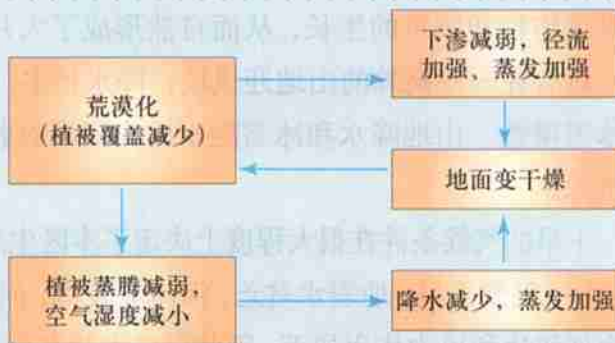 下渗减弱，径流
加强、蒸发加强
荒漠化
（植被覆盖减少）
地面变干燥
植被蒸腾减弱，
空气湿度减小
降水减少，蒸发加强